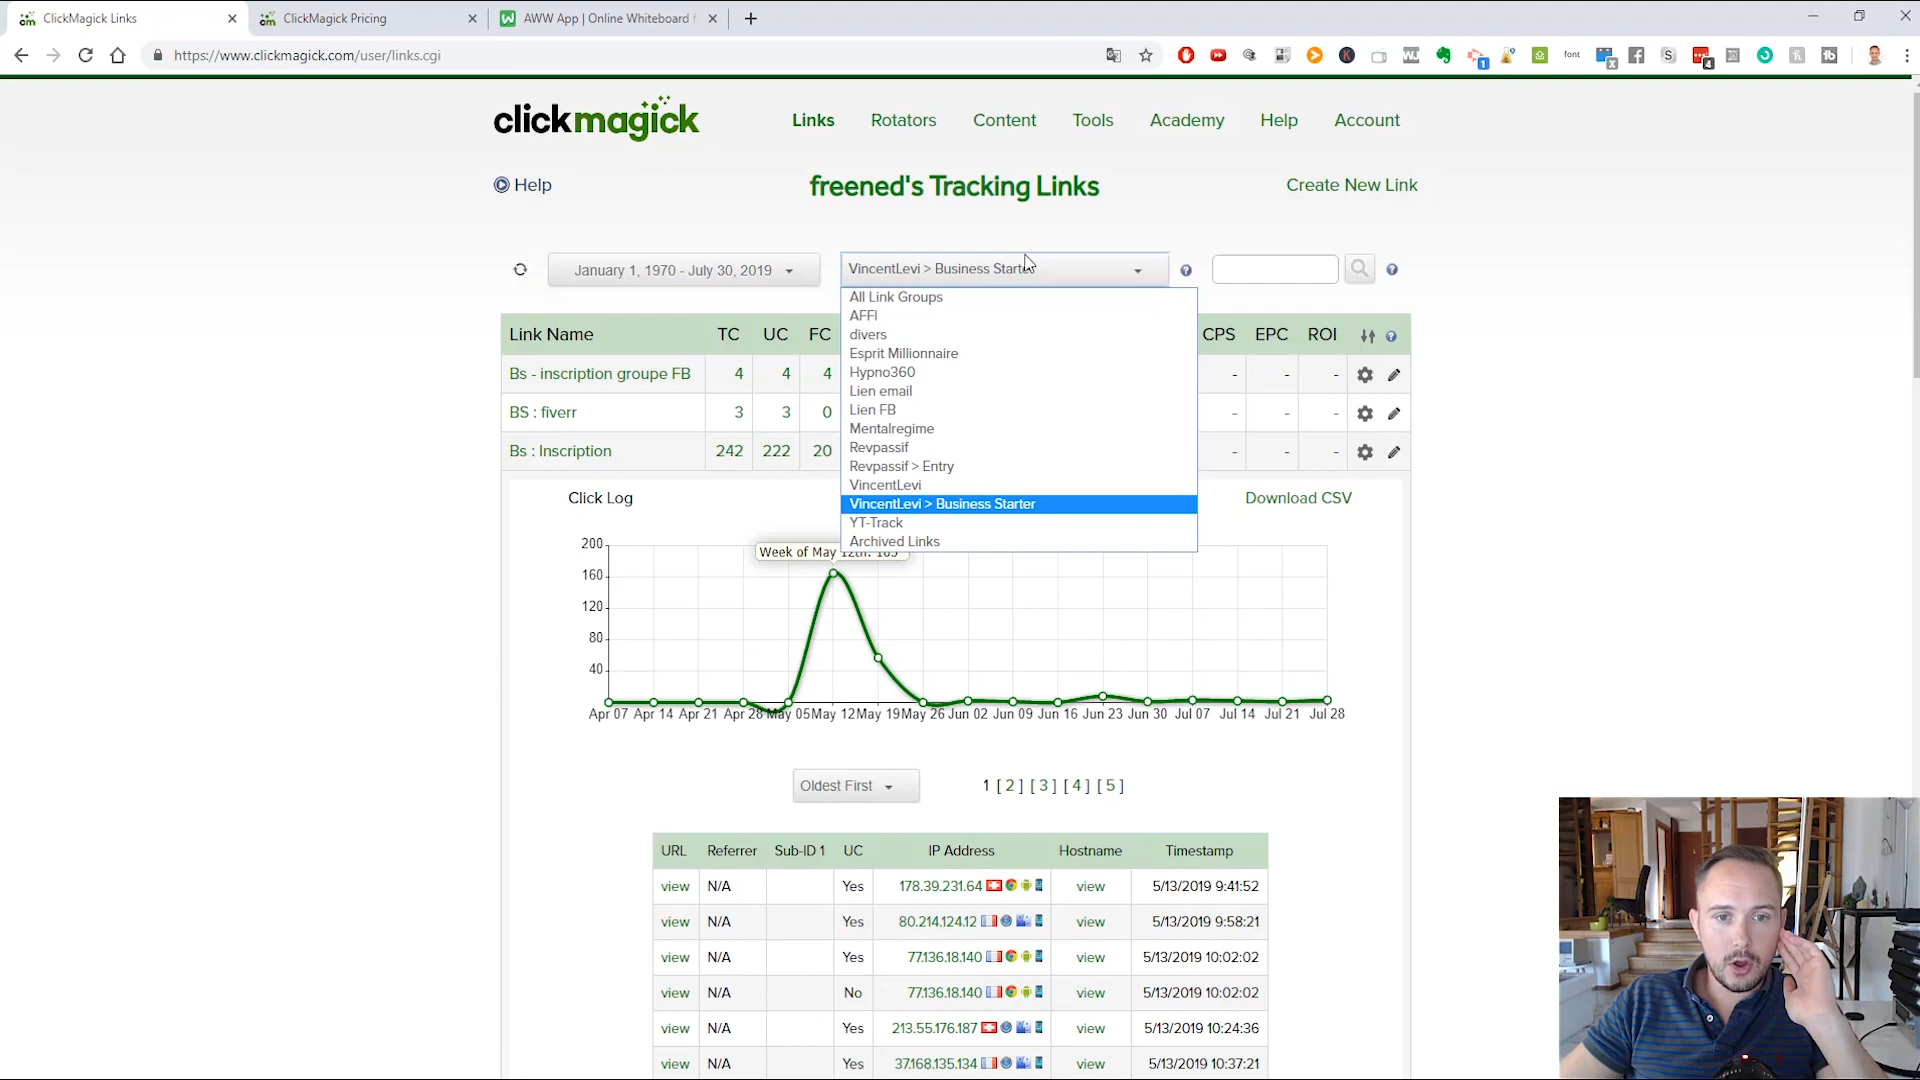 ClickMagick Links
ClickMagick Pricing
AWW App | Online Whiteboard f
https://www.clickmagick.com/user/links.cgi
font
clickmagick
Links Rotators Content Tools Academy Help Account
Help
freened's Tracking Links
Create New Link
January 1, 1970 - July 30, 2019
VincentLevi > Business Starte
All Link Groups
AFFI
divers
Esprit Millionnaire
Hypno360
Lien email
Lien FB
Mentalregime
Revpassif
Revpassif > Entry
VincentLevi
VincentLevi > Business Starter
YT-Track
Archived Links
Link Name TC UC FC CPS EPC ROI
Bs - inscription groupe FB 4 4 4 - - -
BS : fiverr 3 3 0 - - -
Bs : Inscription 242 222 20 - - -
Click Log
Download CSV
Week of May 12th: 165
200
160
120
80
40
Apr 07 Apr 14 Apr 21 Apr 28 May 05 May 12 May 19 May 26 Jun 02 Jun 09 Jun 16 Jun 23 Jun 30 Jul 07 Jul 14 Jul 21 Jul 28
Oldest First
1 [ 2 ] [ 3 ] [ 4 ] [ 5 ]
URL Referrer Sub-ID 1 UC IP Address Hostname Timestamp
view N/A Yes 178.39.231.64 view 5/13/2019 9:41:52
view N/A Yes 80.214.124.12 view 5/13/2019 9:58:21
view N/A Yes 77.136.18.140 view 5/13/2019 10:02:02
view N/A No 77.136.18.140 view 5/13/2019 10:02:02
view N/A Yes 213.55.176.187 view 5/13/2019 10:24:36
view N/A Yes 37.168.135.134 view 5/13/2019 10:37:21